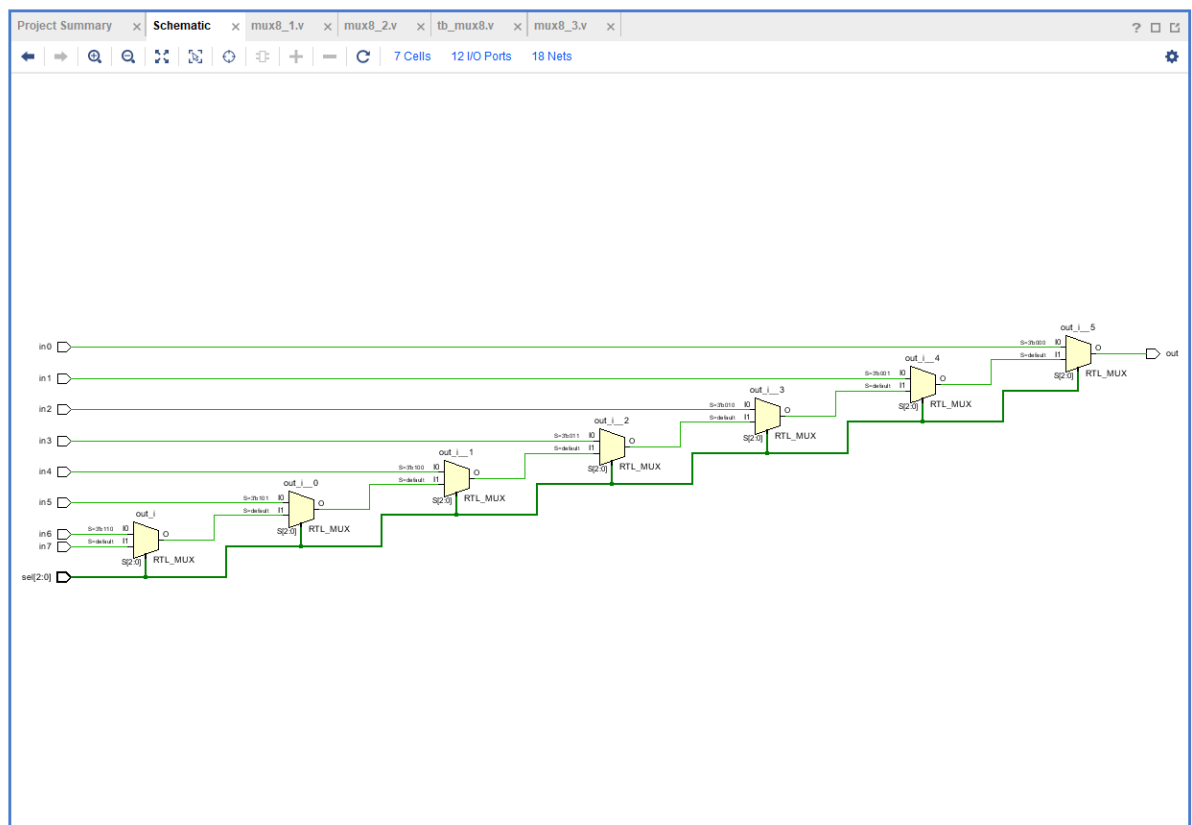 Project Summary × Schematic × mux8_1.v × mux8_2.v × tb_mux8.v × mux8_3.v ×
7 Cells 12 I/O Ports 18 Nets
out_i__5
in0 S=3'b000 I0 O out
S=default I1
out_i__4
S[2:0] RTL_MUX
in1 S=3'b001 I0 O
S=default I1
out_i__3
S[2:0] RTL_MUX
in2 S=3'b010 I0 O
S=default I1
out_i__2
S[2:0] RTL_MUX
in3 S=3'b011 I0 O
S=default I1
out_i__1
S[2:0] RTL_MUX
in4 S=3'b100 I0 O
S=default I1
out_i__0
S[2:0] RTL_MUX
in5 S=3'b101 I0 O
S=default I1
out_i
S[2:0] RTL_MUX
in6 S=3'b110 I0 O
in7 S=default I1
S[2:0] RTL_MUX
sel[2:0]